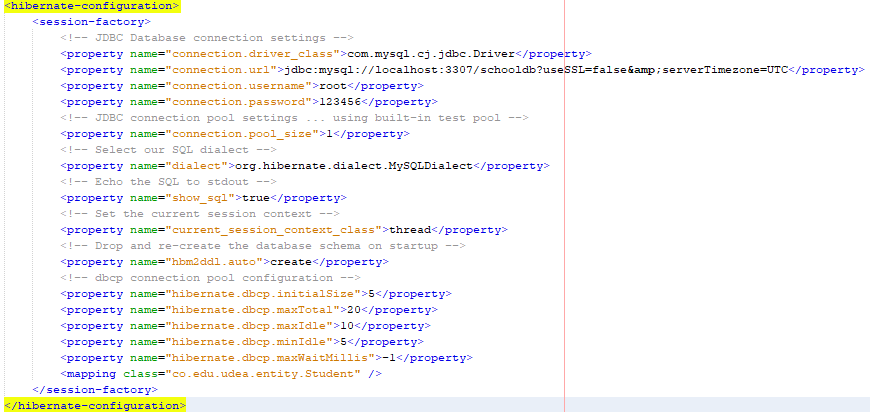 <hibernate-configuration>
<session-factory>
<!-- JDBC Database connection settings -->
<property name="connection.driver_class">com.mysql.cj.jdbc.Driver</property>
<property name="connection.url">jdbc:mysql://localhost:3307/schooldb?useSSL=false&amp;serverTimezone=UTC</property>
<property name="connection.username">root</property>
<property name="connection.password">123456</property>
<!-- JDBC connection pool settings ... using built-in test pool -->
<property name="connection.pool_size">1</property>
<!-- Select our SQL dialect -->
<property name="dialect">org.hibernate.dialect.MySQLDialect</property>
<!-- Echo the SQL to stdout -->
<property name="show_sql">true</property>
<!-- Set the current session context -->
<property name="current_session_context_class">thread</property>
<!-- Drop and re-create the database schema on startup -->
<property name="hbm2ddl.auto">create</property>
<!-- dbcp connection pool configuration -->
<property name="hibernate.dbcp.initialSize">5</property>
<property name="hibernate.dbcp.maxTotal">20</property>
<property name="hibernate.dbcp.maxIdle">10</property>
<property name="hibernate.dbcp.minIdle">5</property>
<property name="hibernate.dbcp.maxWaitMillis">-1</property>
<mapping class="co.edu.udea.entity.Student" />
</session-factory>
</hibernate-configuration>